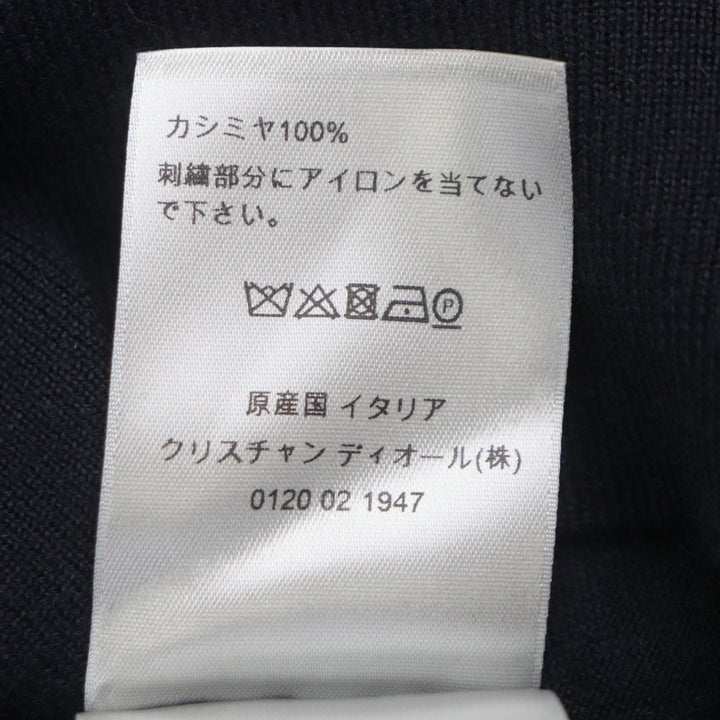 カシミヤ100%
刺繍部分にアイロンを当てない
で下さい。
P
原産国 イタリア
クリスチャン ディオール(株)
0120 02 1947